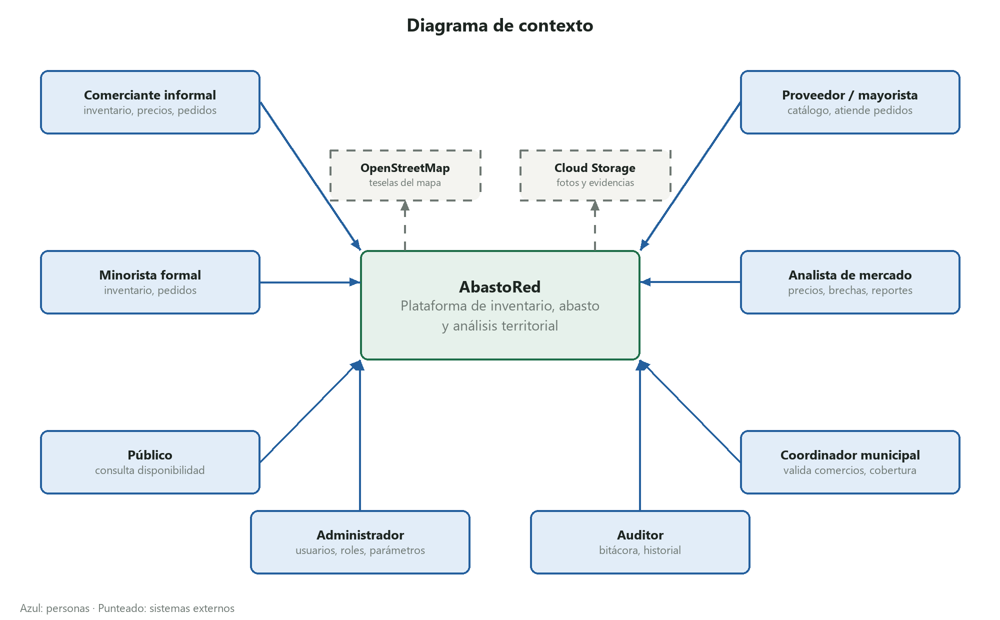 Diagrama de contexto
Comerciante informal
inventario, precios, pedidos
Proveedor / mayorista
catálogo, atiende pedidos
OpenStreetMap
teselas del mapa
Cloud Storage
fotos y evidencias
Minorista formal
inventario, pedidos
AbastoRed
Plataforma de inventario, abasto
y análisis territorial
Analista de mercado
precios, brechas, reportes
Público
consulta disponibilidad
Coordinador municipal
valida comercios, cobertura
Administrador
usuarios, roles, parámetros
Auditor
bitácora, historial
Azul: personas · Punteado: sistemas externos